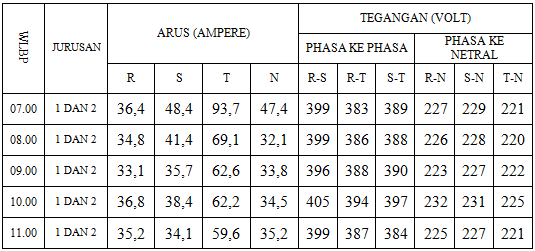 WLBP JURUSAN ARUS (AMPERE) TEGANGAN (VOLT)
PHASA KE PHASA PHASA KE NETRAL
R S T N R-S R-T S-T R-N S-N T-N
07.00 1 DAN 2 36,4 48,4 93,7 47,4 399 383 389 227 229 221
08.00 1 DAN 2 34,8 41,4 69,1 32,1 399 386 388 226 228 220
09.00 1 DAN 2 33,1 35,7 62,6 33,8 396 388 390 223 227 222
10.00 1 DAN 2 36,8 38,4 62,2 34,5 405 394 397 232 231 225
11.00 1 DAN 2 35,2 34,1 59,6 35,2 399 387 384 225 227 221